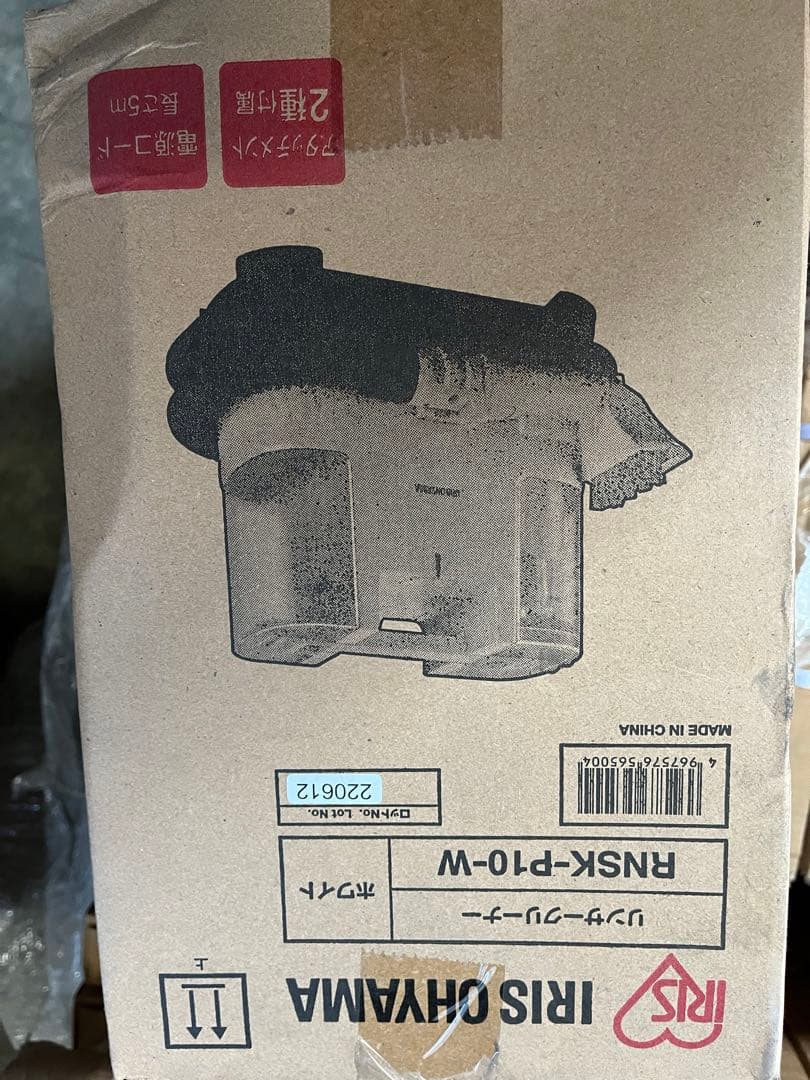 IRIS
IRIS OHYAMA
上
リンサークリーナー
RNSK-P10-W
ホワイト
ロットNo. Lot No.
220612
4 967576 565004
MADE IN CHINA
IRISOHYAMA
アタッチメント
2種付属
電源コード
長さ5m